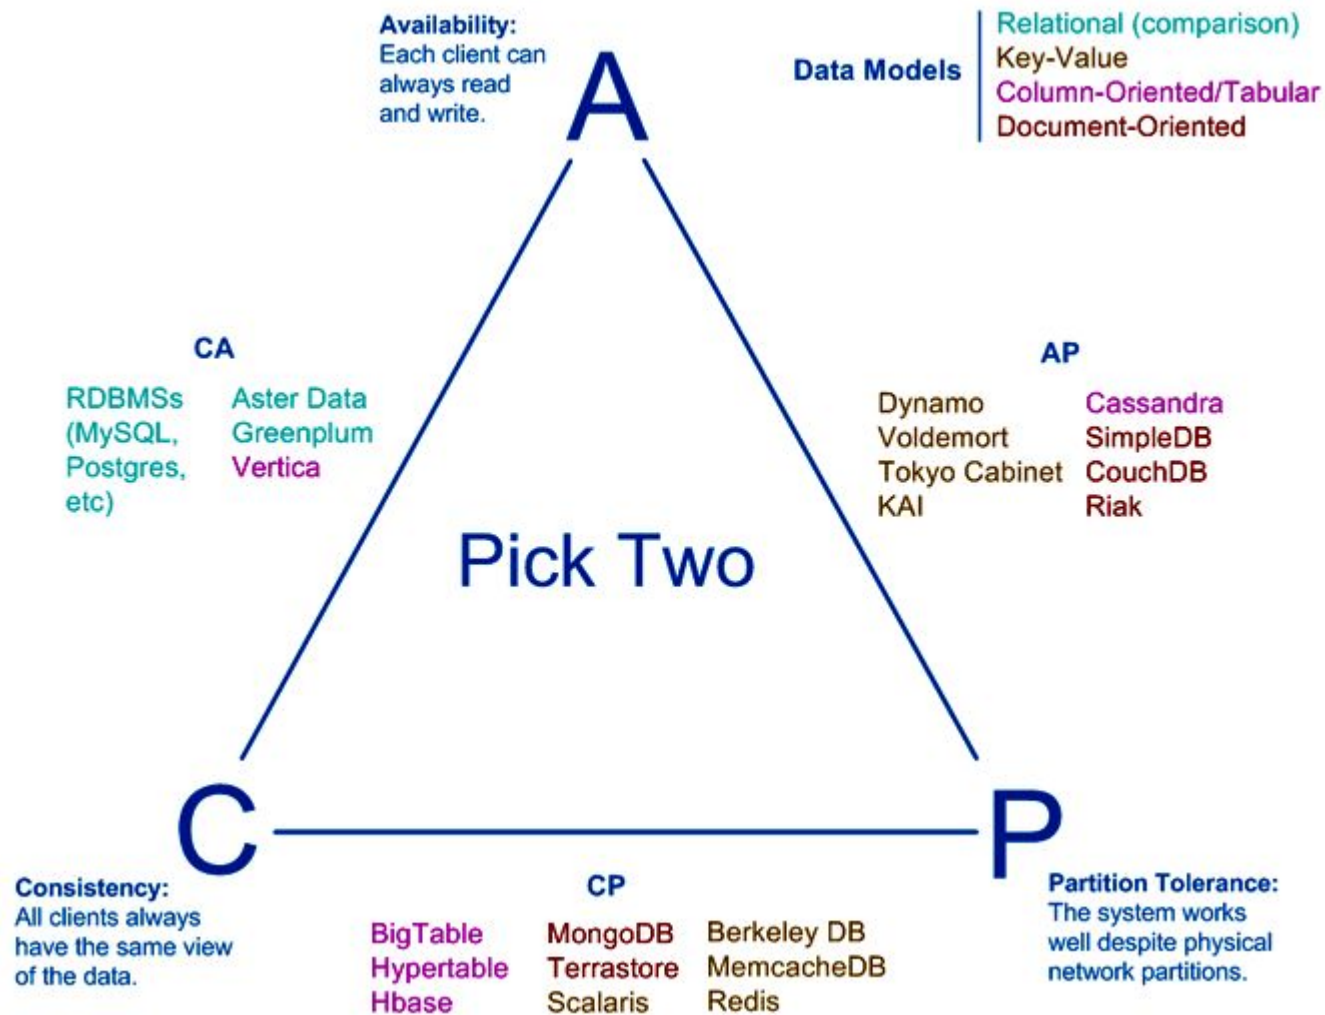 Availability:
Each client can
always read
and write.
A
Data Models
Relational (comparison)
Key-Value
Column-Oriented/Tabular
Document-Oriented
CA
RDBMSs
(MySQL,
Postgres,
etc)
Aster Data
Greenplum
Vertica
AP
Dynamo
Voldemort
Tokyo Cabinet
KAI
Cassandra
SimpleDB
CouchDB
Riak
Pick Two
C
Consistency:
All clients always
have the same view
of the data.
CP
BigTable
Hypertable
Hbase
MongoDB
Terrastore
Scalaris
Berkeley DB
MemcacheDB
Redis
P
Partition Tolerance:
The system works
well despite physical
network partitions.